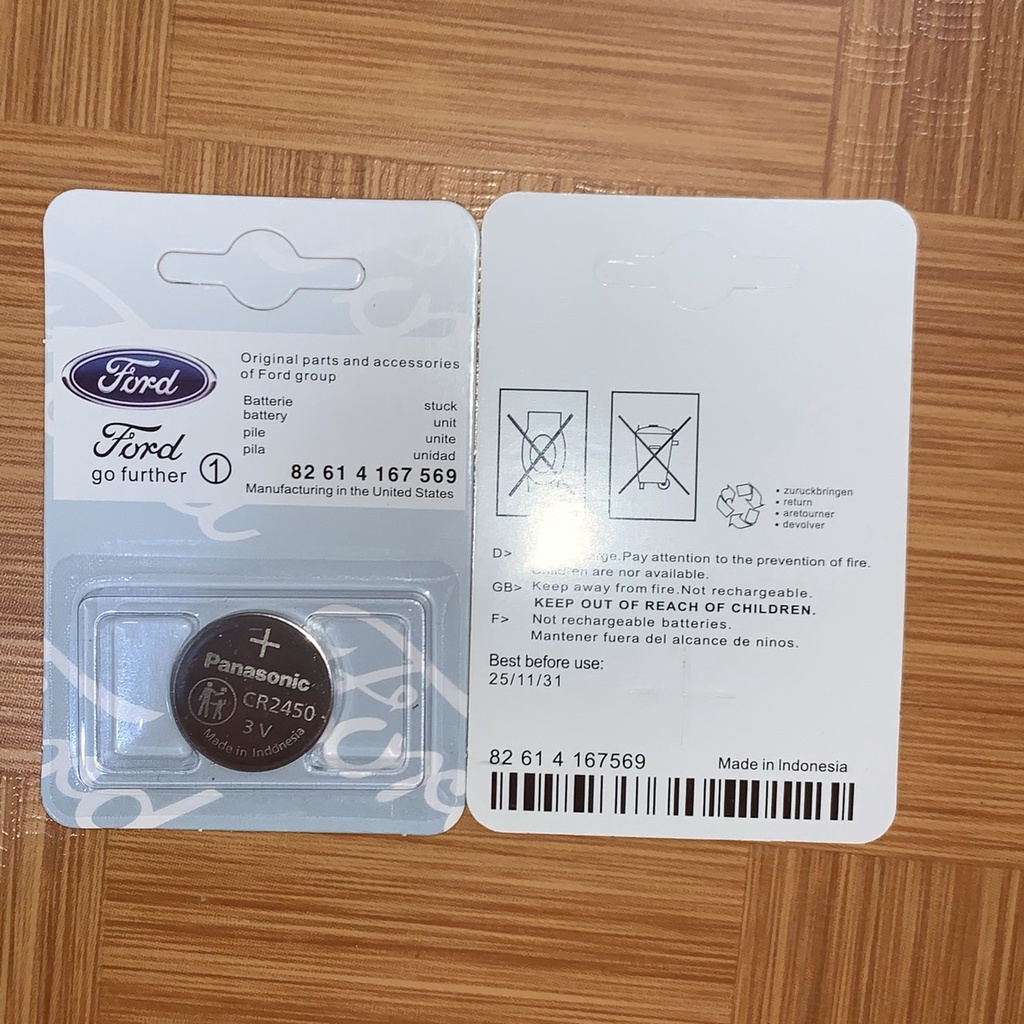 Ford
Original parts and accessories
of Ford group
Ford
go further 1
Batterie stuck
battery unit
pile unite
pila unidad
82 61 4 167 569
Manufacturing in the United States
+
Panasonic
CR2450
3 V
Made in Indonesia
• zuruckbringen
• return
• aretourner
• devolver
D> Pay attention to the prevention of fire.
are nor available.
GB> Keep away from fire.Not rechargeable.
KEEP OUT OF REACH OF CHILDREN.
F> Not rechargeable batteries.
Mantener fuera del alcance de ninos.
Best before use:
25/11/31
82 61 4 167569 Made in Indonesia